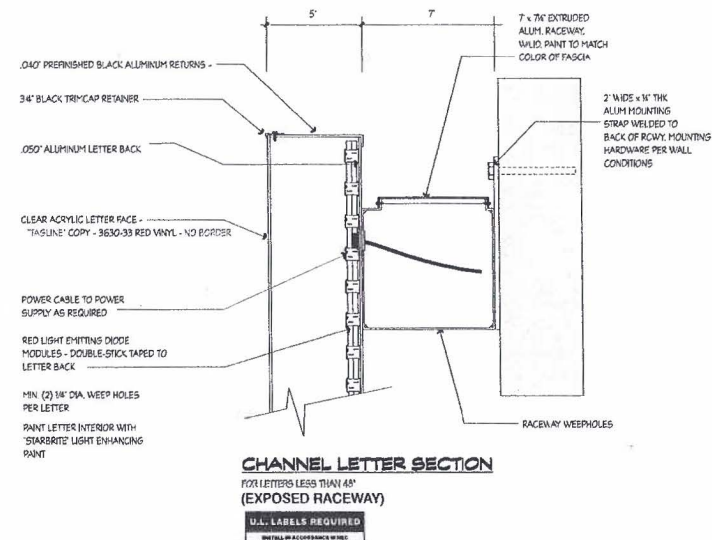 5"
7"
7" x 7¼" EXTRUDED
ALUM. RACEWAY,
W/LID. PAINT TO MATCH
COLOR OF FASCIA
.040" PREFINISHED BLACK ALUMINUM RETURNS -
3/4" BLACK TRIMCAP RETAINER
.050" ALUMINUM LETTER BACK
2" WIDE x ¼" THK
ALUM MOUNTING
STRAP WELDED TO
BACK OF RCWY. MOUNTING
HARDWARE PER WALL
CONDITIONS
CLEAR ACRYLIC LETTER FACE -
"TAGLINE" COPY - 3630-33 RED VINYL - NO BORDER
POWER CABLE TO POWER
SUPPLY AS REQUIRED
RED LIGHT EMITTING DIODE
MODULES - DOUBLE-STICK TAPED TO
LETTER BACK
MIN. (2) 1/4" DIA. WEEP HOLES
PER LETTER
PAINT LETTER INTERIOR WITH
"STARBRITE" LIGHT ENHANCING
PAINT
RACEWAY WEEPHOLES
CHANNEL LETTER SECTION
FOR LETTERS LESS THAN 48"
(EXPOSED RACEWAY)
U.L. LABELS REQUIRED
INSTALL IN ACCORDANCE W/NEC